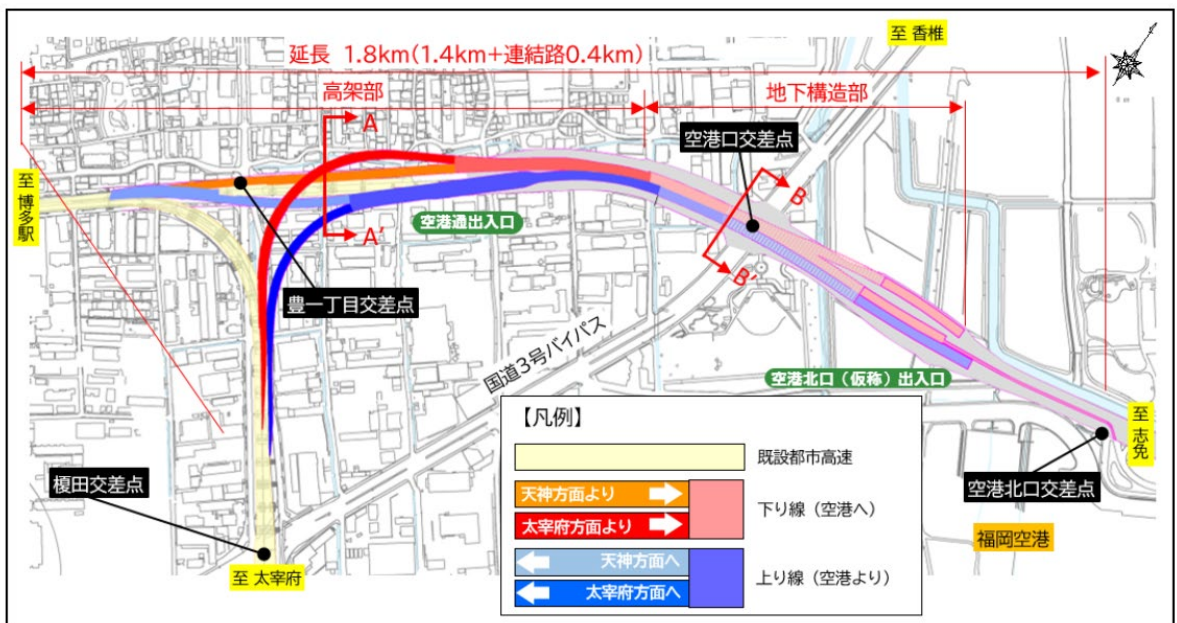 至 香椎
延長 1.8km(1.4km+連結路0.4km)
高架部
地下構造部
A
空港口交差点
至 博多駅
B
空港通出入口
A'
B'
豊一丁目交差点
国道3号バイパス
空港北口（仮称）出入口
至 志免
【凡例】
既設都市高速
榎田交差点
天神方面より
下り線（空港へ）
太宰府方面より
空港北口交差点
福岡空港
天神方面へ
上り線（空港より）
太宰府方面へ
至 太宰府